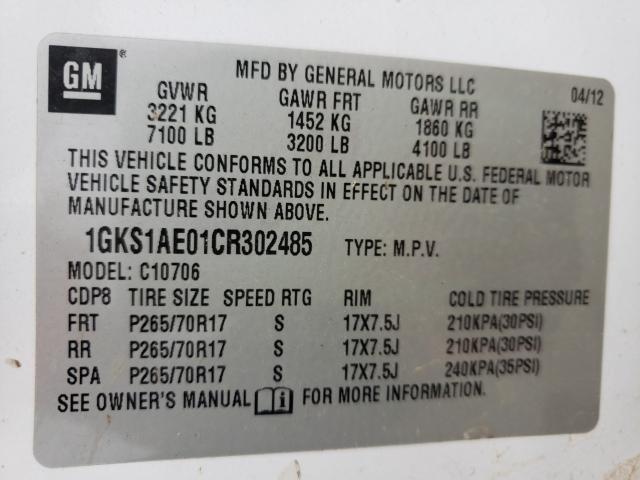 GM
MFD BY GENERAL MOTORS LLC
04/12
GVWR GAWR FRT GAWR RR
3221 KG 1452 KG 1860 KG
7100 LB 3200 LB 4100 LB
THIS VEHICLE CONFORMS TO ALL APPLICABLE U.S. FEDERAL MOTOR
VEHICLE SAFETY STANDARDS IN EFFECT ON THE DATE OF
MANUFACTURE SHOWN ABOVE.
1GKS1AE01CR302485 TYPE: M.P.V.
MODEL: C10706
CDP8 TIRE SIZE SPEED RTG RIM COLD TIRE PRESSURE
FRT P265/70R17 S 17X7.5J 210KPA(30PSI)
RR P265/70R17 S 17X7.5J 210KPA(30PSI)
SPA P265/70R17 S 17X7.5J 240KPA(35PSI)
SEE OWNER'S MANUAL i FOR MORE INFORMATION.